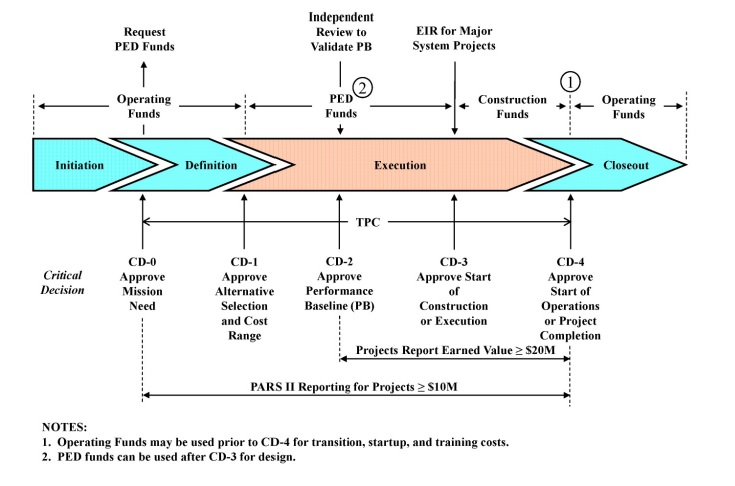 Request
PED Funds
Independent
Review to
Validate PB
EIR for Major
System Projects
Operating
Funds
PED
Funds
2
Construction
Funds
1
Operating
Funds
Initiation
Definition
Execution
Closeout
TPC
Critical
Decision
CD-0
Approve
Mission
Need
CD-1
Approve
Alternative
Selection
and Cost
Range
CD-2
Approve
Performance
Baseline (PB)
CD-3
Approve Start
of
Construction
or Execution
CD-4
Approve
Start of
Operations
or Project
Completion
Projects Report Earned Value ≥ $20M
PARS II Reporting for Projects ≥ $10M
NOTES:
1. Operating Funds may be used prior to CD-4 for transition, startup, and training costs.
2. PED funds can be used after CD-3 for design.